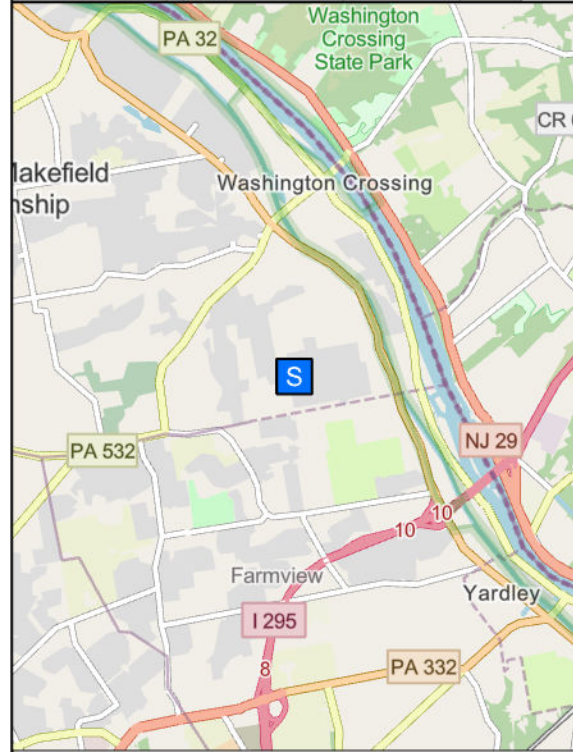 Washington
Crossing
State Park
PA 32
CR
Makefield
nship
Washington Crossing
S
PA 532
NJ 29
10
10
Farmview
Yardley
I 295
8
PA 332